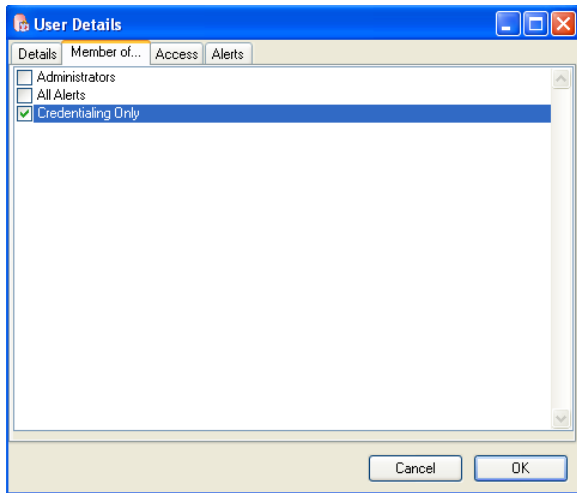 User Details
Details Member of... Access Alerts
Administrators
All Alerts
Credentialing Only
Cancel OK